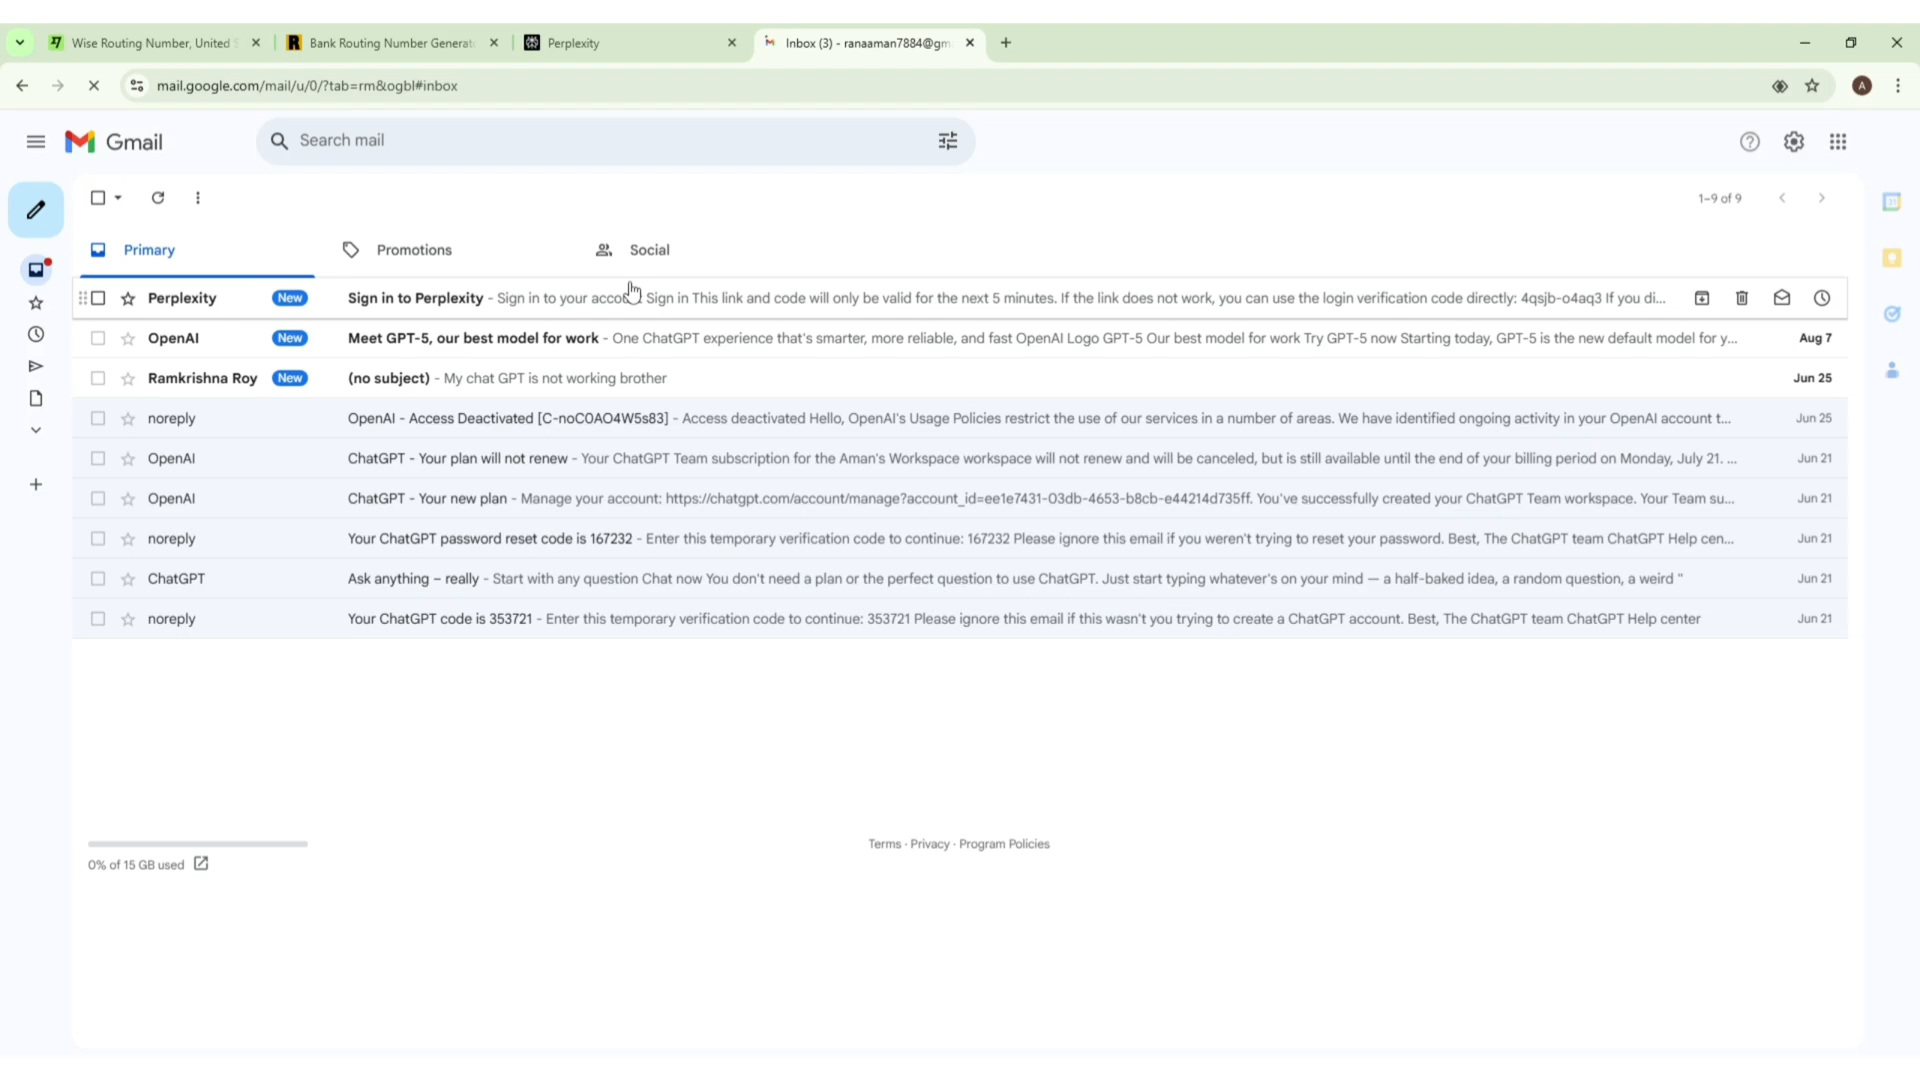 Wise Routing Number, United S
Bank Routing Number Generat
Perplexity
Inbox (3) - ranaaman7884@gm
mail.google.com/mail/u/0/?tab=rm&ogbl#inbox
A
Gmail
Search mail
1–9 of 9
Primary
Promotions
Social
Perplexity New Sign in to Perplexity - Sign in to your account Sign in This link and code will only be valid for the next 5 minutes. If the link does not work, you can use the login verification code directly: 4qsjb-o4aq3 If you di...
OpenAI New Meet GPT-5, our best model for work - One ChatGPT experience that's smarter, more reliable, and fast OpenAI Logo GPT-5 Our best model for work Try GPT-5 now Starting today, GPT-5 is the new default model for y... Aug 7
Ramkrishna Roy New (no subject) - My chat GPT is not working brother Jun 25
noreply OpenAI - Access Deactivated [C-noC0AO4W5s83] - Access deactivated Hello, OpenAI's Usage Policies restrict the use of our services in a number of areas. We have identified ongoing activity in your OpenAI account t... Jun 25
OpenAI ChatGPT - Your plan will not renew - Your ChatGPT Team subscription for the Aman's Workspace workspace will not renew and will be canceled, but is still available until the end of your billing period on Monday, July 21. ... Jun 21
OpenAI ChatGPT - Your new plan - Manage your account: https://chatgpt.com/account/manage?account_id=ee1e7431-03db-4653-b8cb-e44214d735ff. You've successfully created your ChatGPT Team workspace. Your Team su... Jun 21
noreply Your ChatGPT password reset code is 167232 - Enter this temporary verification code to continue: 167232 Please ignore this email if you weren't trying to reset your password. Best, The ChatGPT team ChatGPT Help cen... Jun 21
ChatGPT Ask anything – really - Start with any question Chat now You don't need a plan or the perfect question to use ChatGPT. Just start typing whatever's on your mind — a half-baked idea, a random question, a weird " Jun 21
noreply Your ChatGPT code is 353721 - Enter this temporary verification code to continue: 353721 Please ignore this email if this wasn't you trying to create a ChatGPT account. Best, The ChatGPT team ChatGPT Help center Jun 21
Terms · Privacy · Program Policies
0% of 15 GB used